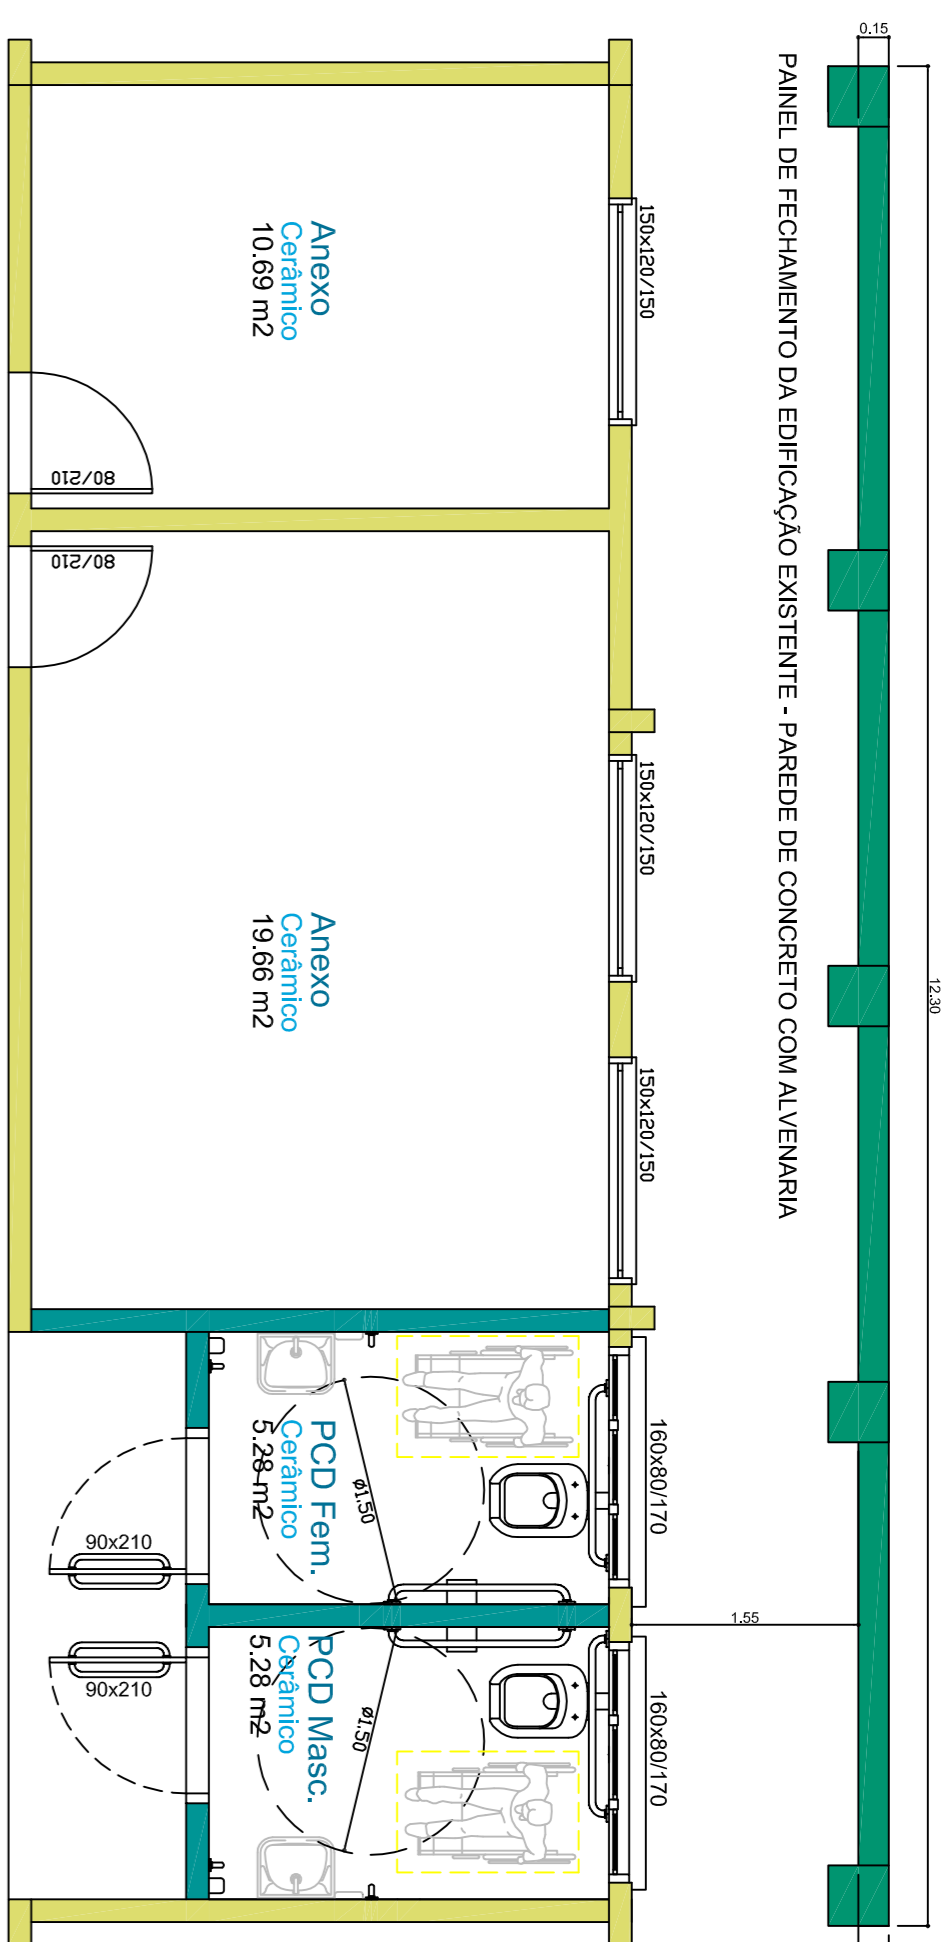 0.15
12.30
PAINEL DE FECHAMENTO DA EDIFICAÇÃO EXISTENTE - PAREDE DE CONCRETO COM ALVENARIA
150x120/150
150x120/150
150x120/150
160x80/170
160x80/170
1.55
Anexo
Cerâmico
10.69 m2
80/210
80/210
Anexo
Cerâmico
19.66 m2
PCD Fem.
Cerâmico
5.28 m2
ø1.50
90x210
PCD Masc.
Cerâmico
5.28 m2
ø1.50
90x210